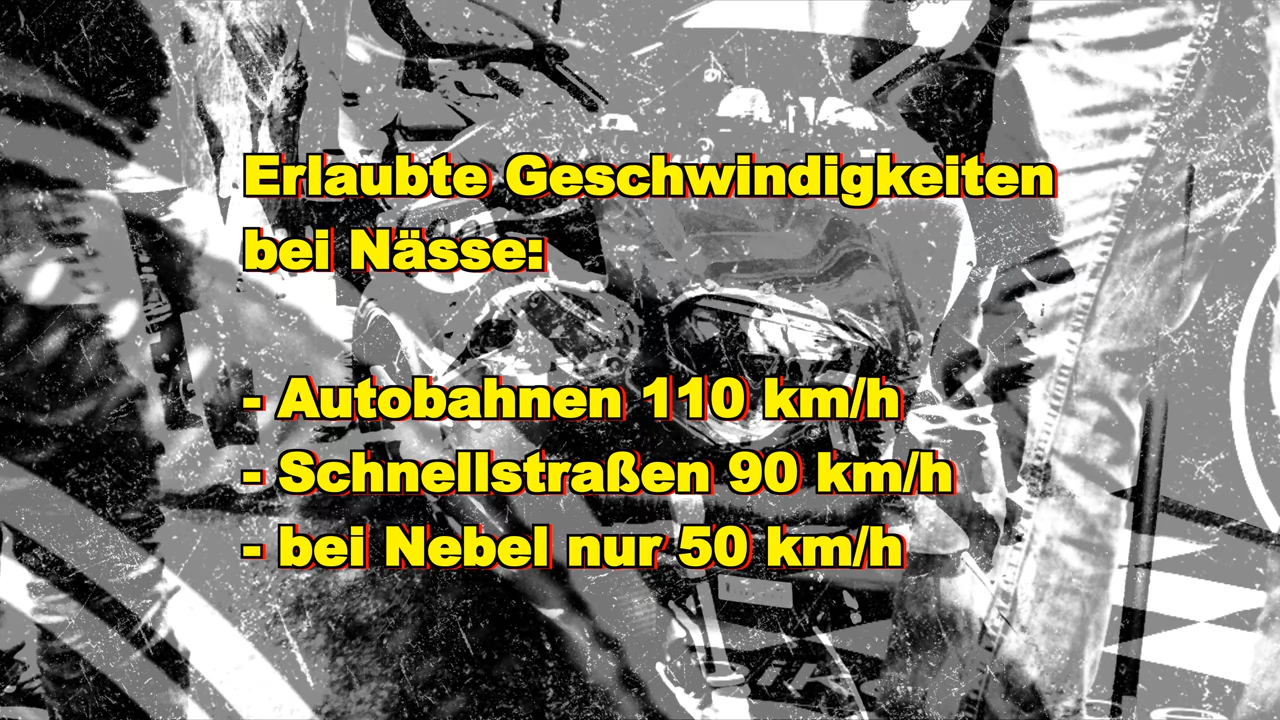 Erlaubte Geschwindigkeiten
bei Nässe:
- Autobahnen 110 km/h
- Schnellstraßen 90 km/h
- bei Nebel nur 50 km/h